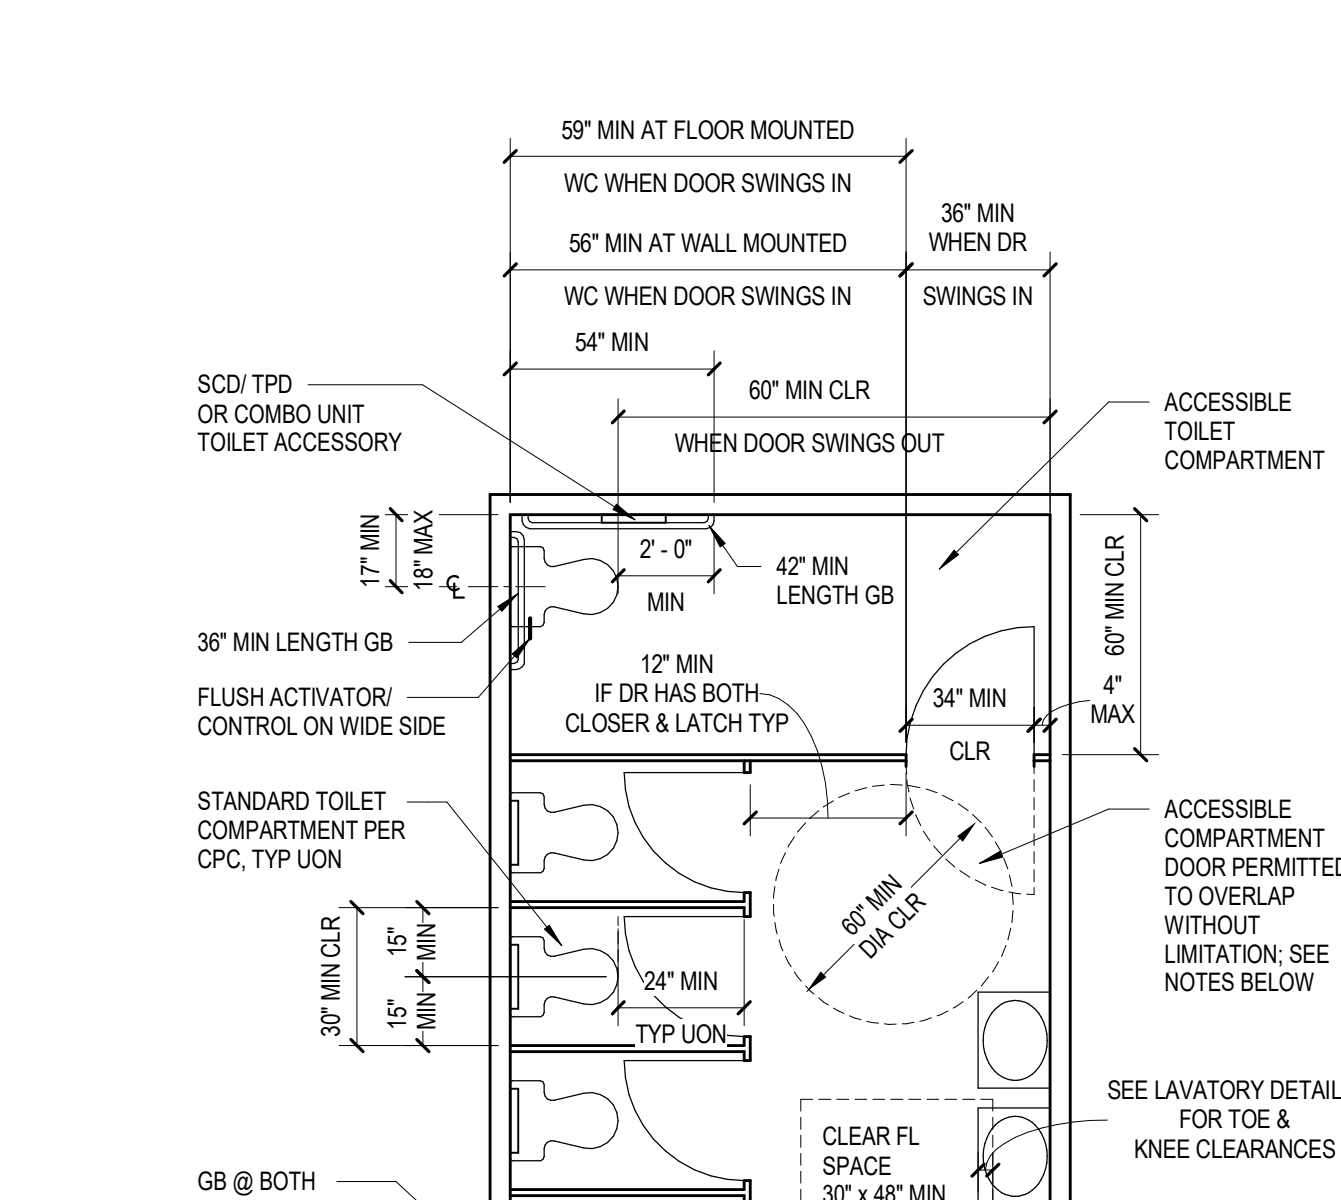 59" MIN AT FLOOR MOUNTED
WC WHEN DOOR SWINGS IN
36" MIN
WHEN DR
SWINGS IN
56" MIN AT WALL MOUNTED
WC WHEN DOOR SWINGS IN
54" MIN
60" MIN CLR
WHEN DOOR SWINGS OUT
SCD/ TPD
OR COMBO UNIT
TOILET ACCESSORY
ACCESSIBLE
TOILET
COMPARTMENT
17" MIN
18" MAX
CL
2' - 0"
MIN
42" MIN
LENGTH GB
60" MIN CLR
36" MIN LENGTH GB
FLUSH ACTIVATOR/
CONTROL ON WIDE SIDE
12" MIN
IF DR HAS BOTH
CLOSER & LATCH TYP
34" MIN
CLR
4"
MAX
STANDARD TOILET
COMPARTMENT PER
CPC, TYP UON
ACCESSIBLE
COMPARTMENT
DOOR PERMITTED
TO OVERLAP
WITHOUT
LIMITATION; SEE
NOTES BELOW
60" MIN
DIA CLR
30" MIN CLR
15"
MIN
15"
MIN
24" MIN
TYP UON
SEE LAVATORY DETAIL
FOR TOE &
KNEE CLEARANCES
CLEAR FL
SPACE
30" x 48" MIN
GB @ BOTH